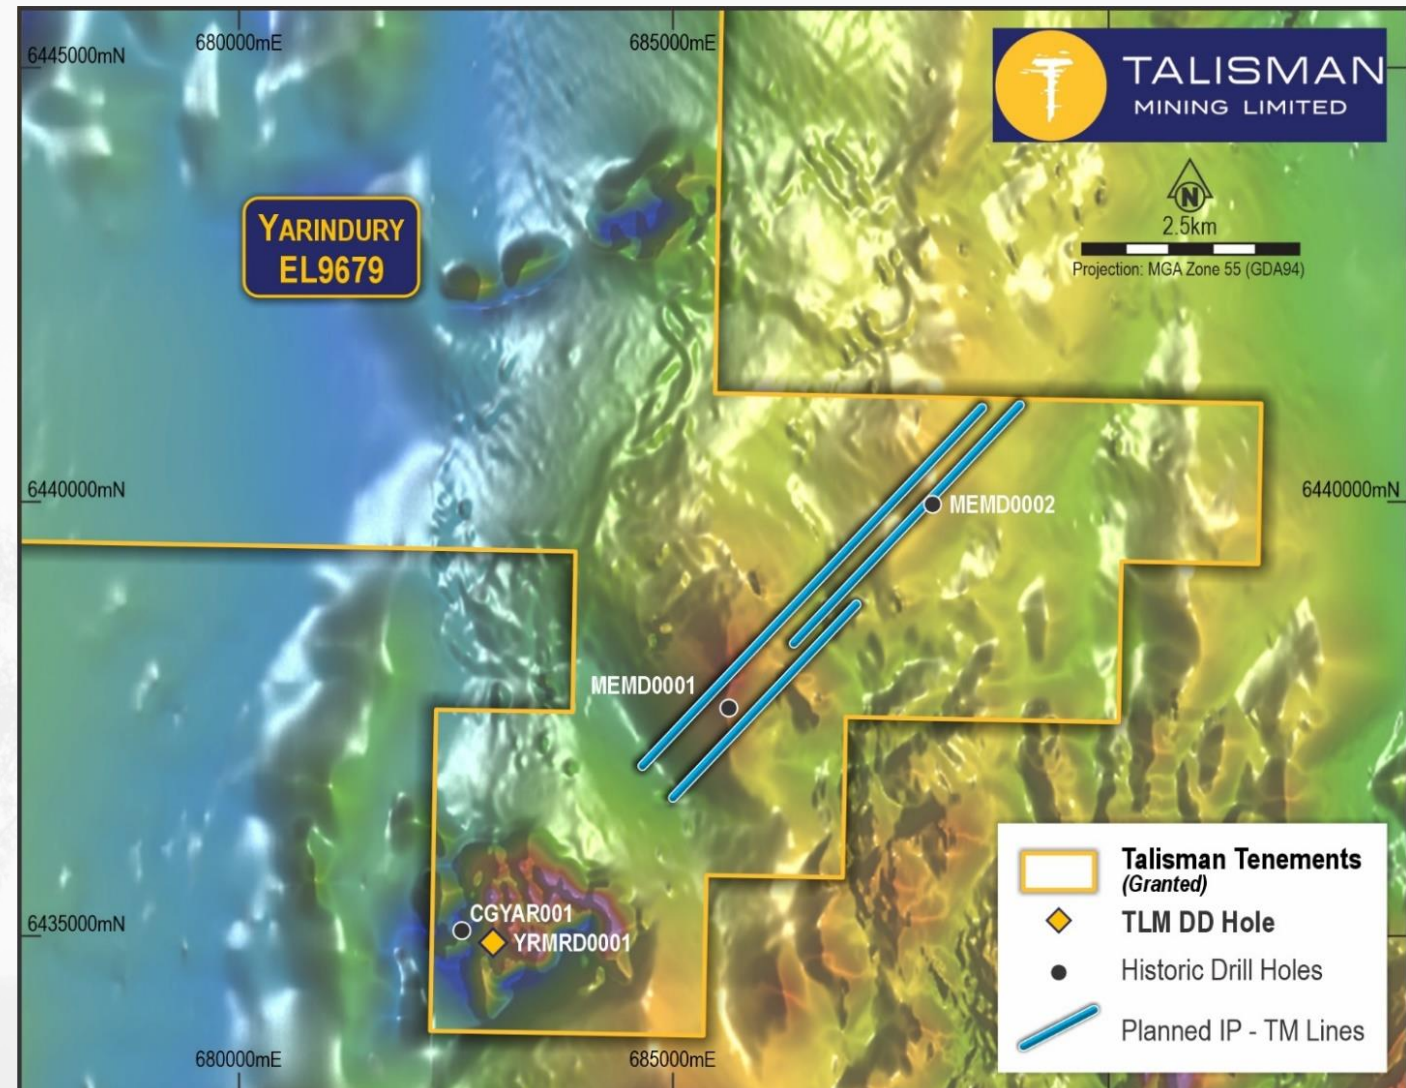 680000mE
685000mE
6445000mN
TALISMAN
MINING LIMITED
N
2.5km
Projection: MGA Zone 55 (GDA94)
YARINDURY
EL9679
6440000mN
6440000mN
MEMD0002
MEMD0001
CGYAR001
YRMRD0001
6435000mN
680000mE
685000mE
Talisman Tenements
(Granted)
TLM DD Hole
Historic Drill Holes
Planned IP - TM Lines